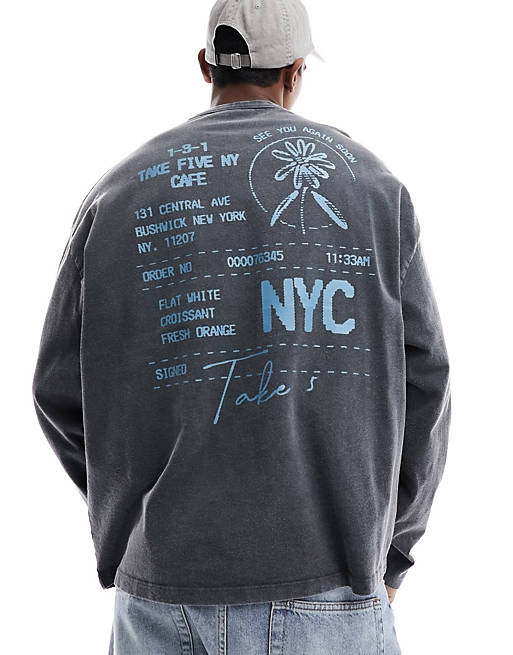 1-3-1
TAKE FIVE NY
CAFE
SEE YOU AGAIN SOON
131 CENTRAL AVE
BUSHWICK NEW YORK
NY. 11207
ORDER NO 000076345 11:33AM
FLAT WHITE
CROISSANT
FRESH ORANGE
NYC
SIGNED
Take 5